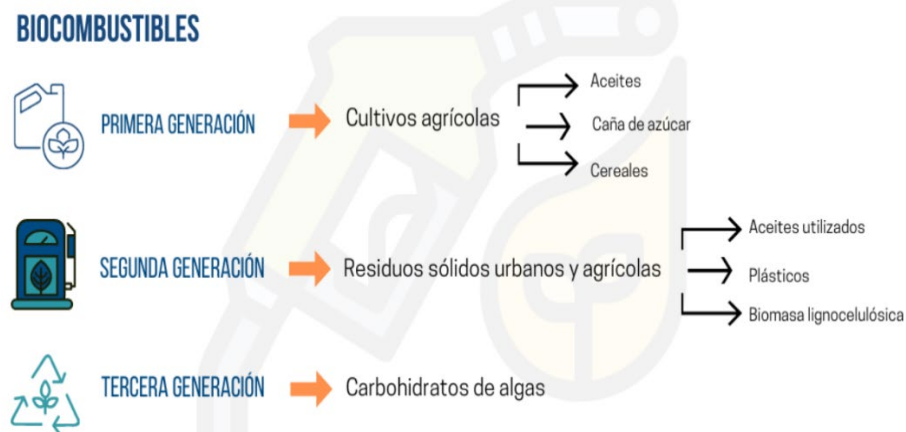 BIOCOMBUSTIBLES
PRIMERA GENERACIÓN
Cultivos agrícolas
Aceites
Caña de azúcar
Cereales
SEGUNDA GENERACIÓN
Residuos sólidos urbanos y agrícolas
Aceites utilizados
Plásticos
Biomasa lignocelulósica
TERCERA GENERACIÓN
Carbohidratos de algas